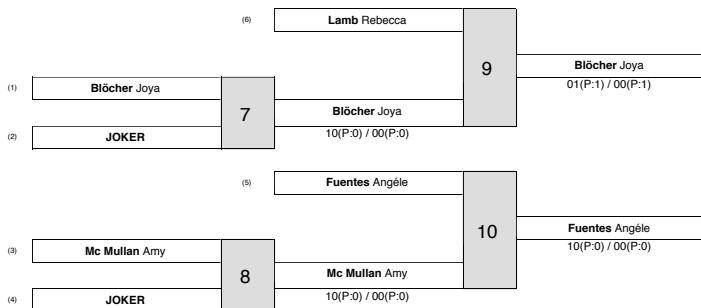 (6) Lamb Rebecca
9
Blöcher Joya
01(P:1) / 00(P:1)
(1) Blöcher Joya
7
Blöcher Joya
10(P:0) / 00(P:0)
(2) JOKER
(5) Fuentes Angéle
10
Fuentes Angéle
10(P:0) / 00(P:0)
(3) Mc Mullan Amy
8
Mc Mullan Amy
10(P:0) / 00(P:0)
(4) JOKER